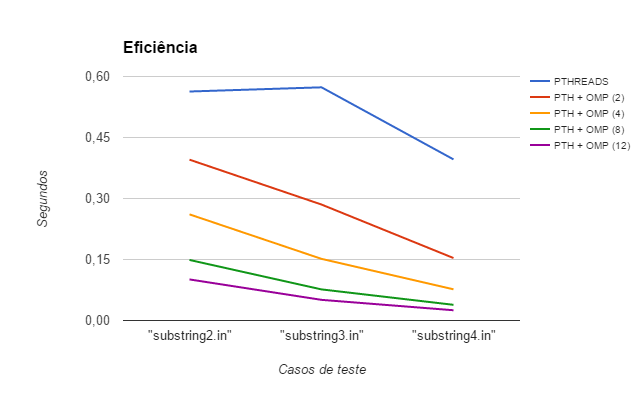 Eficiência
0,60
0,45
0,30
0,15
0,00
Segundos
"substring2.in"
"substring3.in"
"substring4.in"
Casos de teste
PTHREADS
PTH + OMP (2)
PTH + OMP (4)
PTH + OMP (8)
PTH + OMP (12)